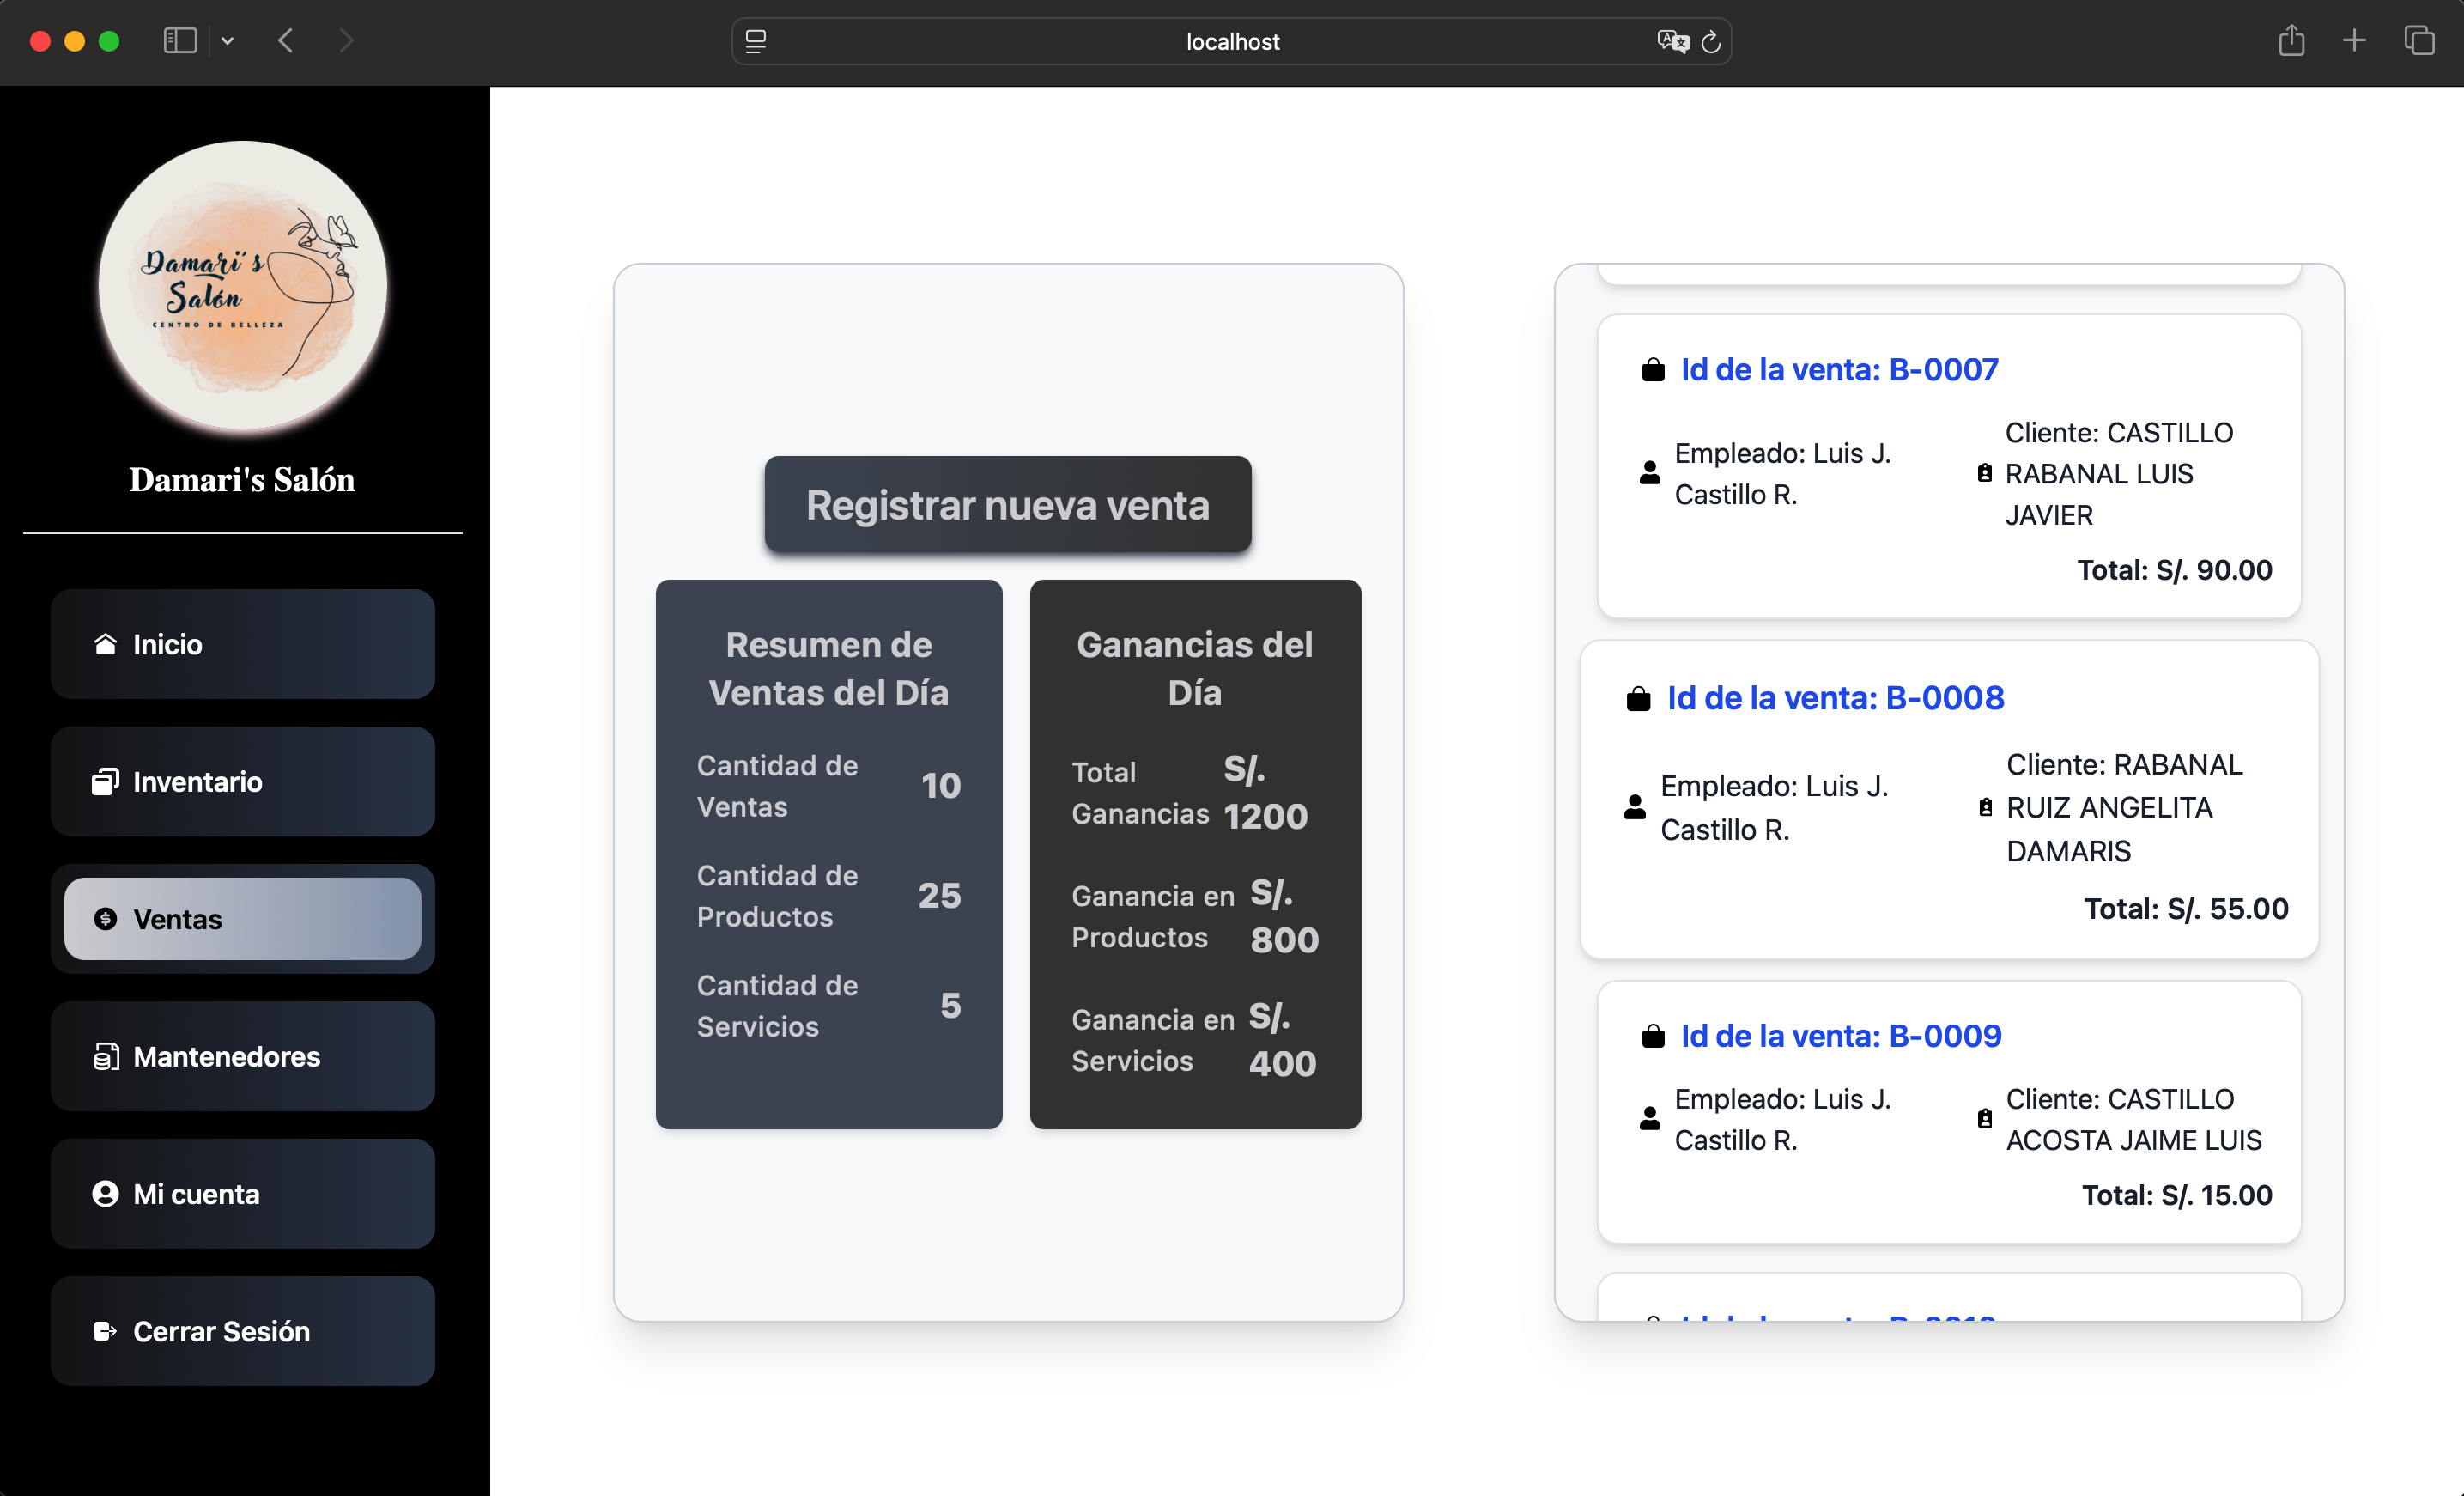 localhost
Damari's
Salón
CENTRO DE BELLEZA
Damari's Salón
Inicio
Inventario
Ventas
Mantenedores
Mi cuenta
Cerrar Sesión
Registrar nueva venta
Resumen de
Ventas del Día
Cantidad de
Ventas
10
Cantidad de
Productos
25
Cantidad de
Servicios
5
Ganancias del
Día
Total
Ganancias
S/.
1200
Ganancia en
Productos
S/.
800
Ganancia en
Servicios
S/.
400
Id de la venta: B-0007
Empleado: Luis J.
Castillo R.
Cliente: CASTILLO
RABANAL LUIS
JAVIER
Total: S/. 90.00
Id de la venta: B-0008
Empleado: Luis J.
Castillo R.
Cliente: RABANAL
RUIZ ANGELITA
DAMARIS
Total: S/. 55.00
Id de la venta: B-0009
Empleado: Luis J.
Castillo R.
Cliente: CASTILLO
ACOSTA JAIME LUIS
Total: S/. 15.00